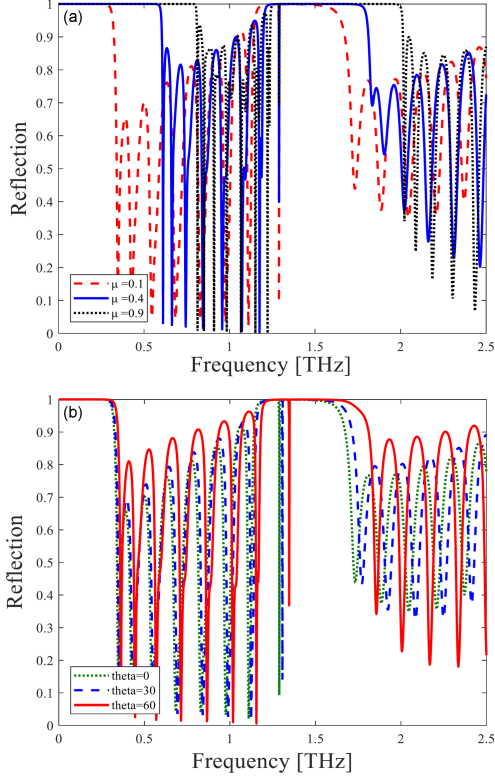 (a)
1
0.9
0.8
0.7
0.6
0.5
0.4
0.3
0.2
0.1
0
Reflection
μ =0.1
μ =0.4
μ =0.9
0 0.5 1 1.5 2 2.5
Frequency [THz]
(b)
1
0.9
0.8
0.7
0.6
0.5
0.4
0.3
0.2
0.1
0
Reflection
theta=0
theta=30
theta=60
0 0.5 1 1.5 2 2.5
Frequency [THz]